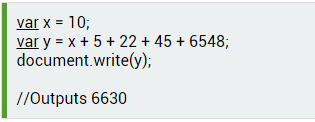 var x = 10;
var y = x + 5 + 22 + 45 + 6548;
document.write(y);
//Outputs 6630